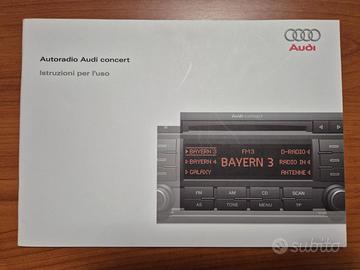 Audi
Autoradio Audi concert
Istruzioni per l'uso
Audi concert
BAYERN 3 FM3 D-RADIO
BAYERN 4 BAYERN 3 RADIO IN
GALAXY ANTENNE
FM AM CD SCAN
AS TONE MENU TP
subito